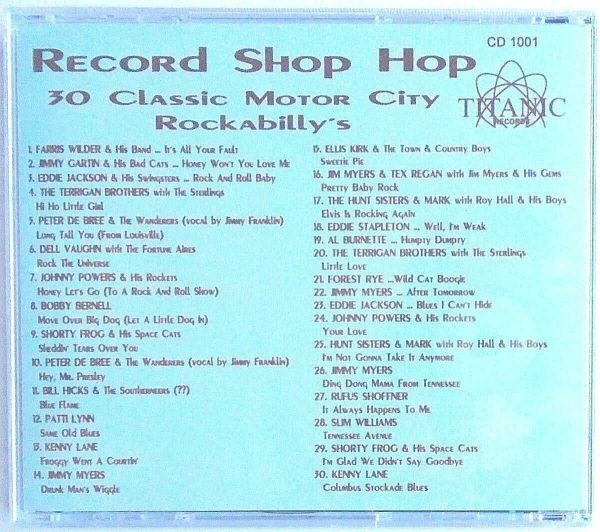 CD 1001
Record Shop Hop
30 Classic Motor City
Rockabilly's
TITANIC
RECORDS
1. FARRIS WILDER & His Band ... It's All Your Fault
2. JIMMY GARTIN & His Bad Cats ... Honey Won't You Love Me
3. EDDIE JACKSON & His Swingsters ... Rock And Roll Baby
4. THE TERRIGAN BROTHERS with The Sterlings
Hi Ho Little Girl
5. PETER DE BREE & The Wanderers (vocal by Jimmy Franklin)
Long Tall You (From Louisville)
6. DELL VAUGHN with The Fortune Aires
Rock The Universe
7. JOHNNY POWERS & His Rockets
Honey Let's Go (To A Rock And Roll Show)
8. BOBBY BERNELL
Move Over Big Dog (Let A Little Dog In)
9. SHORTY FROG & His Space Cats
Sheddin' Tears Over You
10. PETER DE BREE & The Wanderers (vocal by Jimmy Franklin)
Hey, Mr. Presley
11. BILL HICKS & The Southerneers (??)
Blue Flame
12. PATTI LYNN
Same Old Blues
13. KENNY LANE
Froggy Went A Courtin'
14. JIMMY MYERS
Drunk Man's Wiggle
15. ELLIS KIRK & The Town & Country Boys
Sweetie Pie
16. JIM MYERS & TEX REGAN with Jim Myers & His Gems
Pretty Baby Rock
17. THE HUNT SISTERS & MARK with Roy Hall & His Boys
Elvis Is Rocking Again
18. EDDIE STAPLETON ... Well, I'm Weak
19. AL BURNETTE ... Humpty Dumpty
20. THE TERRIGAN BROTHERS with The Sterlings
Little Love
21. FOREST RYE ...Wild Cat Boogie
22. JIMMY MYERS ... After Tomorrow
23. EDDIE JACKSON ... Blues I Can't Hide
24. JOHNNY POWERS & His Rockets
Your Love
25. HUNT SISTERS & MARK with Roy Hall & His Boys
I'm Not Gonna Take It Anymore
26. JIMMY MYERS
Ding Dong Mama From Tennessee
27. RUFUS SHOFFNER
It Always Happens To Me
28. SLIM WILLIAMS
Tennessee Avenue
29. SHORTY FROG & His Space Cats
I'm Glad We Didn't Say Goodbye
30. KENNY LANE
Columbus Stockade Blues